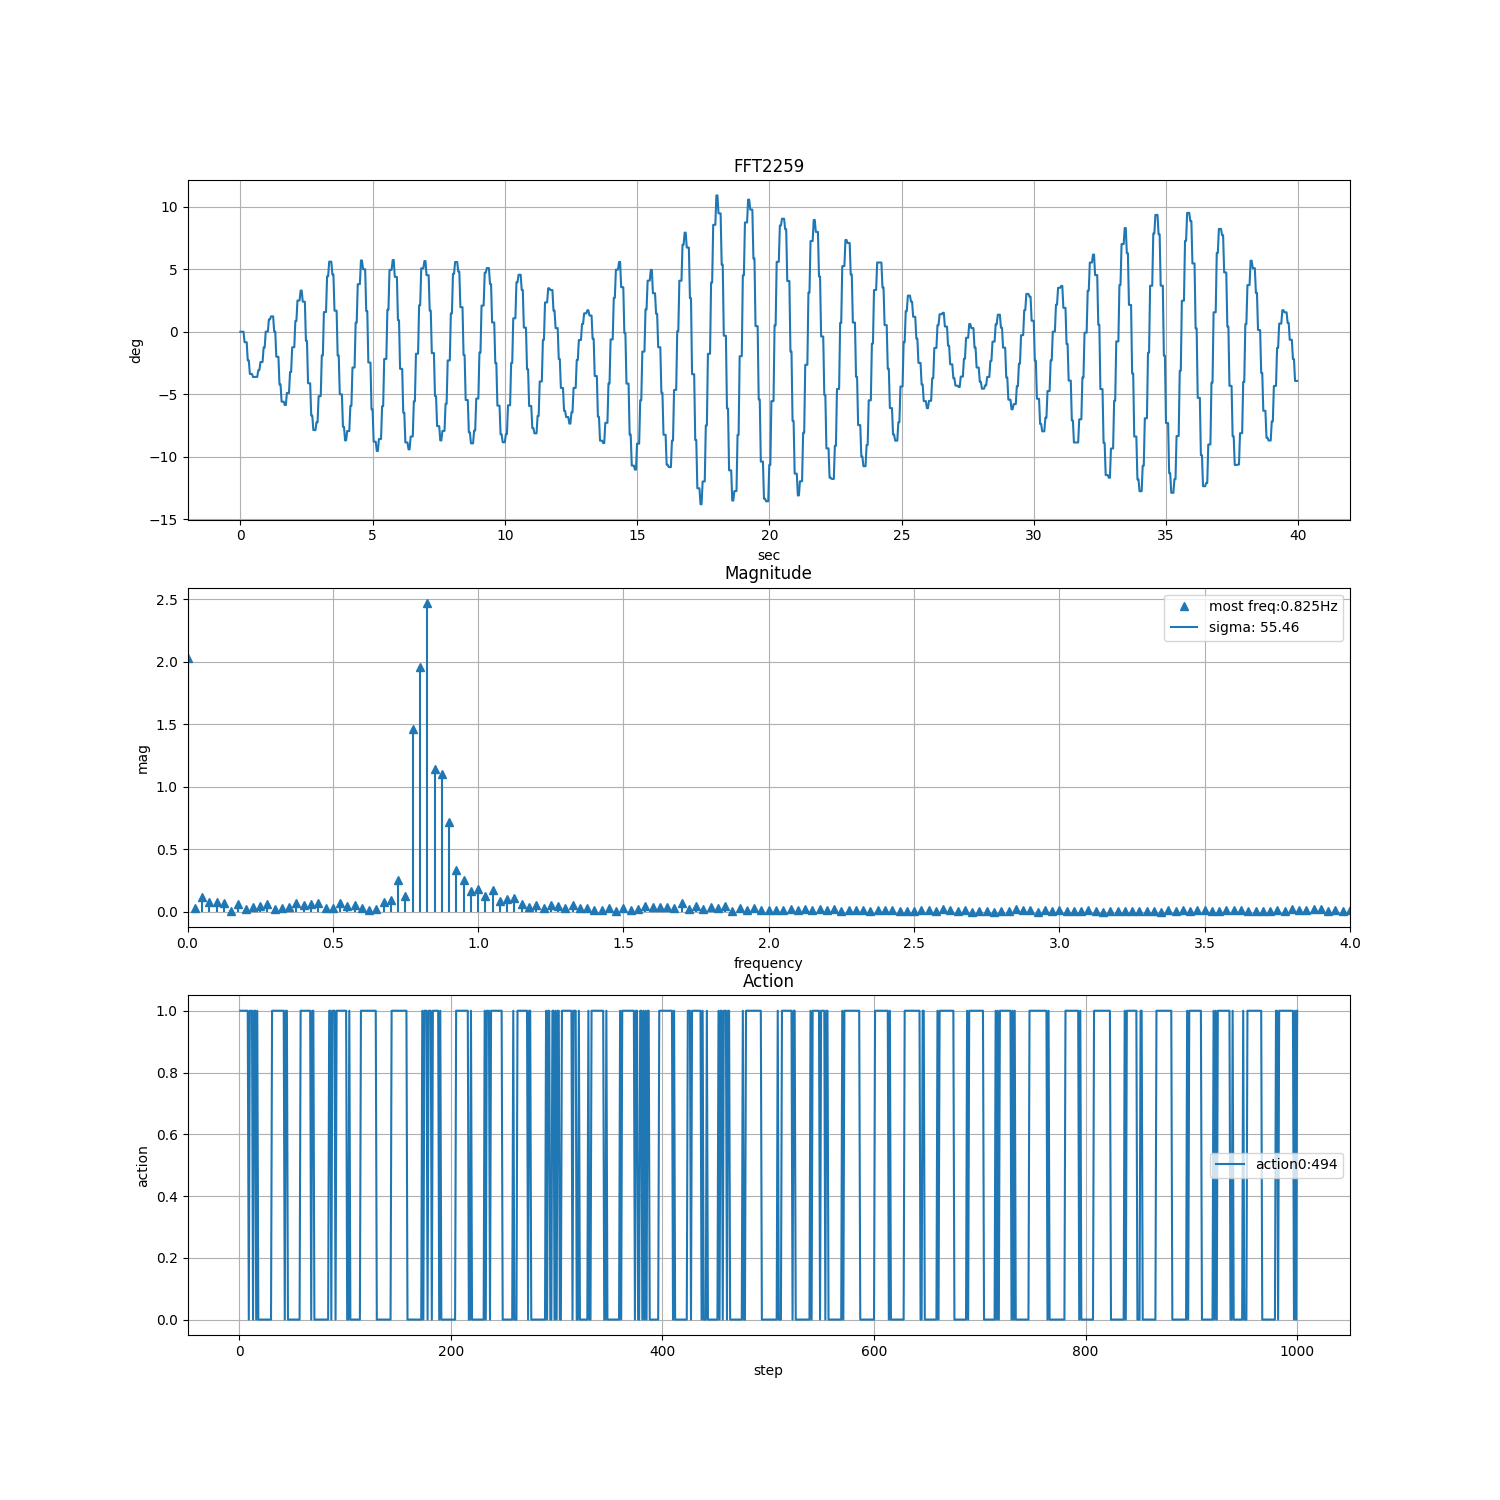 FFT2259
10
5
0
−5
−10
−15
deg
0 5 10 15 20 25 30 35 40
sec
Magnitude
2.5
2.0
1.5
1.0
0.5
0.0
mag
most freq:0.825Hz
sigma: 55.46
0.0 0.5 1.0 1.5 2.0 2.5 3.0 3.5 4.0
frequency
Action
1.0
0.8
0.6
0.4
0.2
0.0
action
action0:494
0 200 400 600 800 1000
step